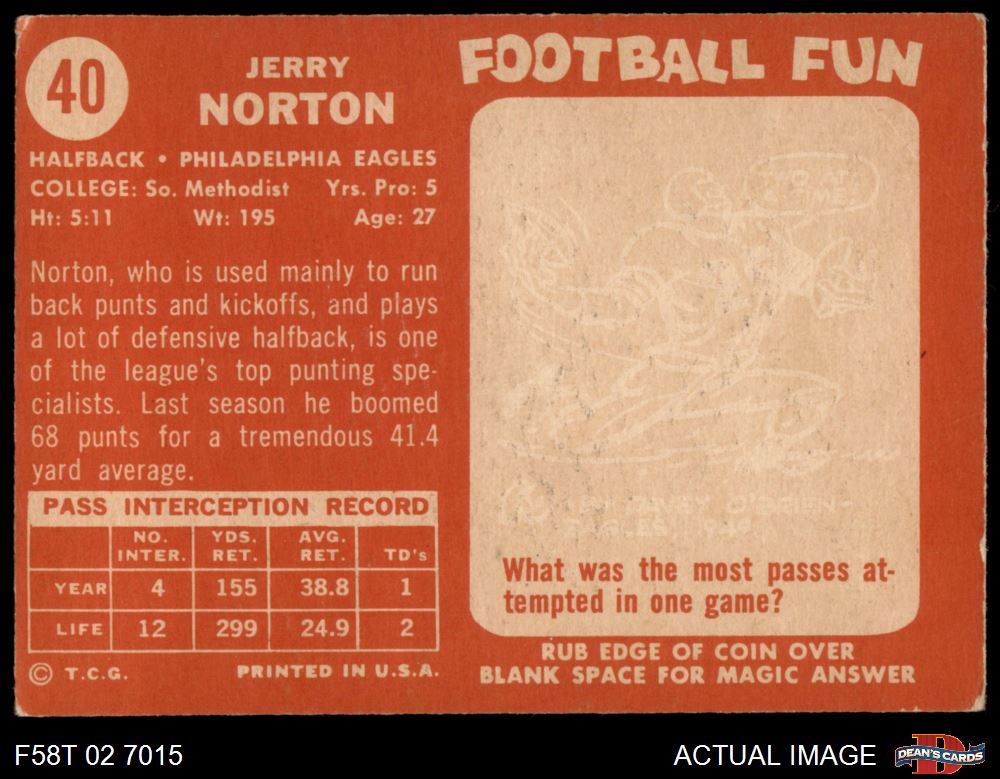 40
JERRY
NORTON
HALFBACK • PHILADELPHIA EAGLES
COLLEGE: So. Methodist Yrs. Pro: 5
Ht: 5:11 Wt: 195 Age: 27
Norton, who is used mainly to run
back punts and kickoffs, and plays
a lot of defensive halfback, is one
of the league's top punting spe-
cialists. Last season he boomed
68 punts for a tremendous 41.4
yard average.
PASS INTERCEPTION RECORD
NO. INTER. YDS. RET. AVG. RET. TD's
YEAR 4 155 38.8 1
LIFE 12 299 24.9 2
© T.C.G. PRINTED IN U.S.A.
FOOTBALL FUN
What was the most passes at-
tempted in one game?
RUB EDGE OF COIN OVER
BLANK SPACE FOR MAGIC ANSWER
F58T 02 7015
ACTUAL IMAGE
DEAN'S CARDS